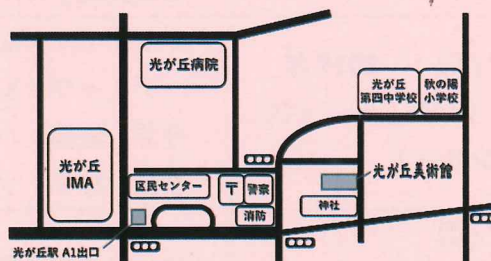 光が丘病院
光が丘
第四中学校
秋の陽
小学校
光が丘
IMA
区民センター
〒
警察
消防
光が丘美術館
神社
光が丘駅 A1出口